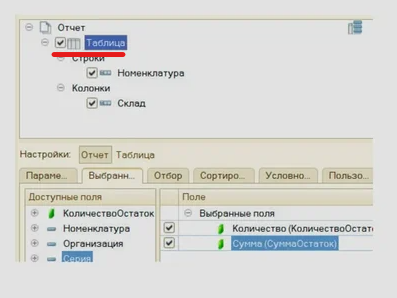 Отчет
Таблица
Строки
Номенклатура
Колонки
Склад
Настройки: Отчет Таблица
Параме... Выбранн... Отбор Сортиро... Условно... Пользо...
Доступные поля Поле
КоличествоОстаток Выбранные поля
Номенклатура Количество (КоличествоОстат
Организация Сумма (СуммаОстаток)
Серия